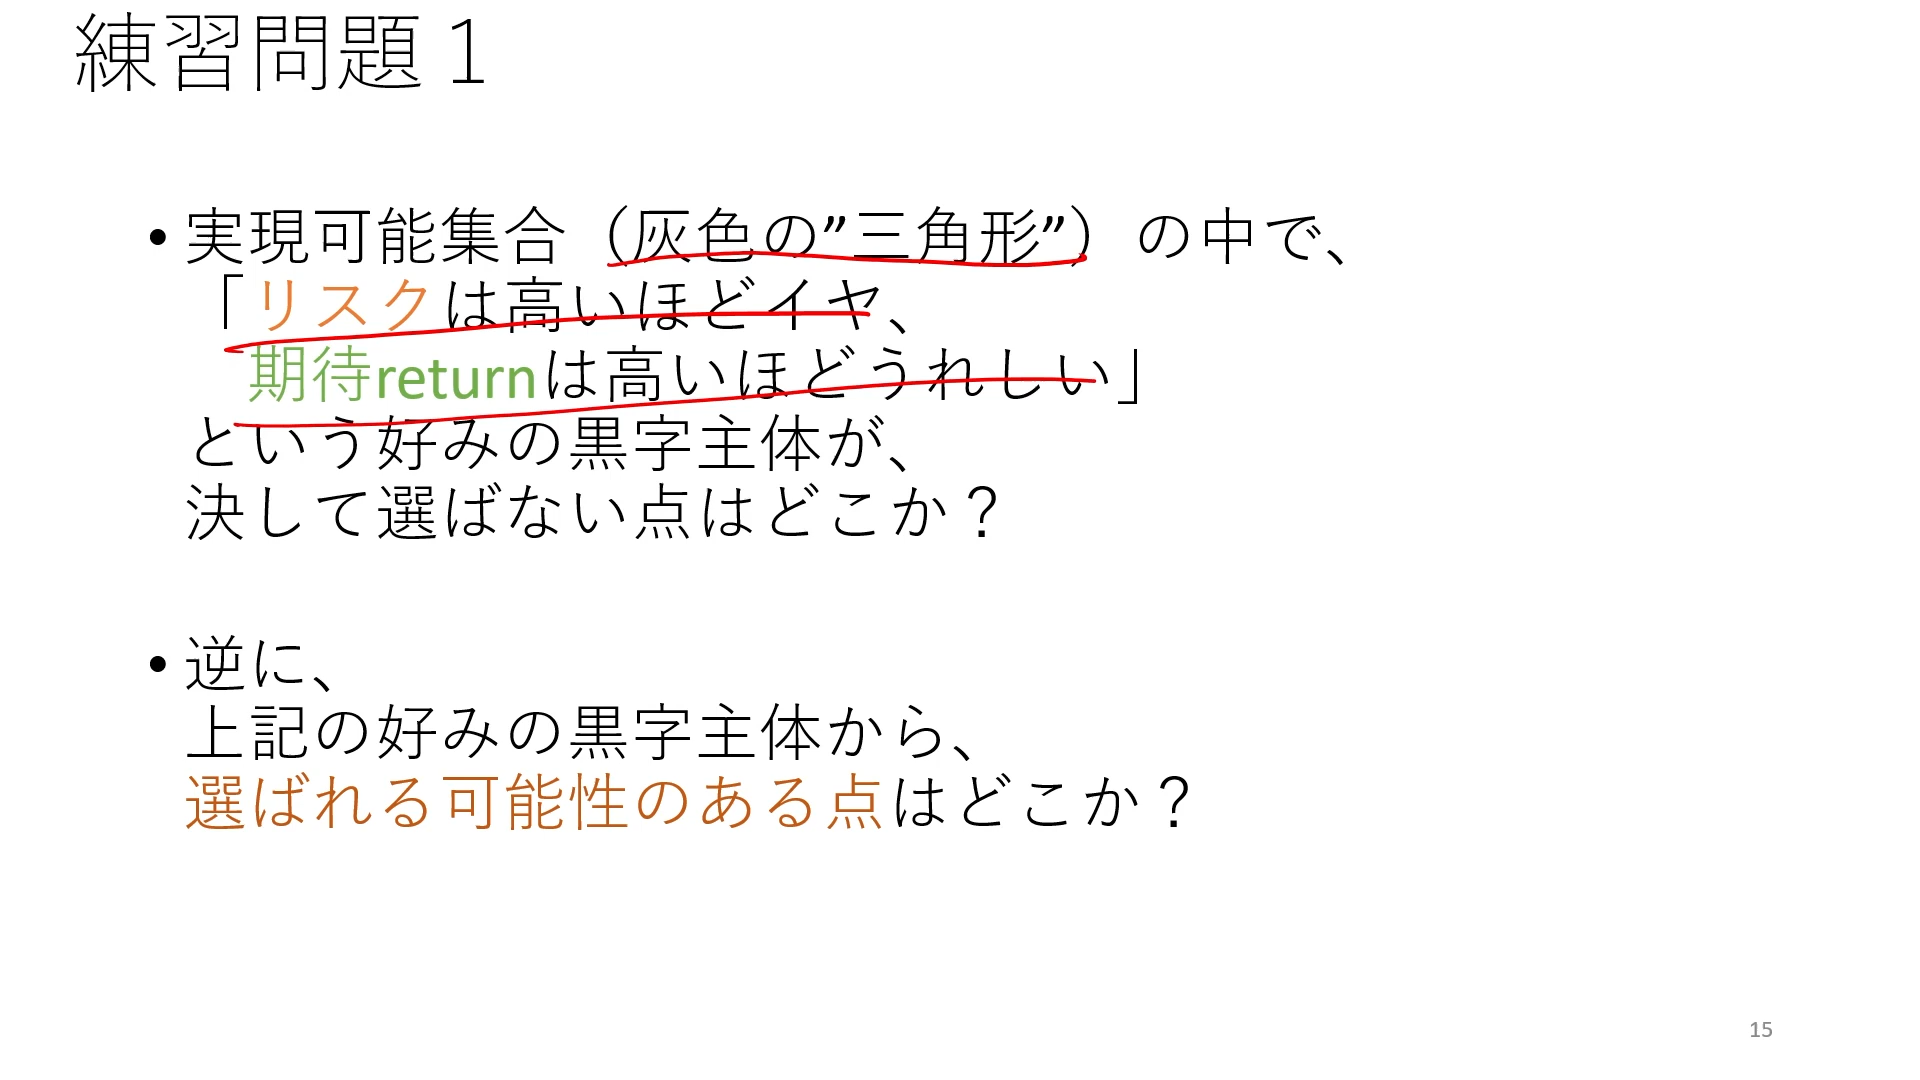 練習問題１
• 実現可能集合（灰色の”三角形”）の中で、
「リスクは高いほどイヤ、
期待returnは高いほどうれしい」
という好みの黒字主体が、
決して選ばない点はどこか？
• 逆に、
上記の好みの黒字主体から、
選ばれる可能性のある点はどこか？
15